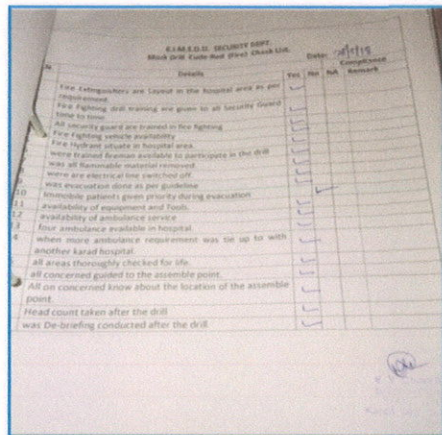 K.I.M.S.D.U. SECURITY DEPT.
Mock Drill Code Red (Fire) Check List.
Date:
Compliance
Details Yes No NA Remark
Fire Extinguishers are layout in the hospital area as per
requirement
Fire Fighting drill training are given to all Security Guard
time to time
All security guard are trained in fire fighting
Fire Fighting vehicle availability
Fire Hydrant situate in hospital area
were trained fireman available to participate in the drill
was all flammable material removed.
were are electrical line switched off.
was evacuation done as per guideline
10 Immobile patients given priority during evacuation
11 availability of equipment and Tools.
12 availability of ambulance service
3 four ambulance available in hospital.
4 when more ambulance requirement was tie up to with
another karad hospital.
all areas thoroughly checked for life.
all concerned guided to the assemble point.
All on concerned know about the location of the assemble
point.
Head count taken after the drill
was De-briefing conducted after the drill